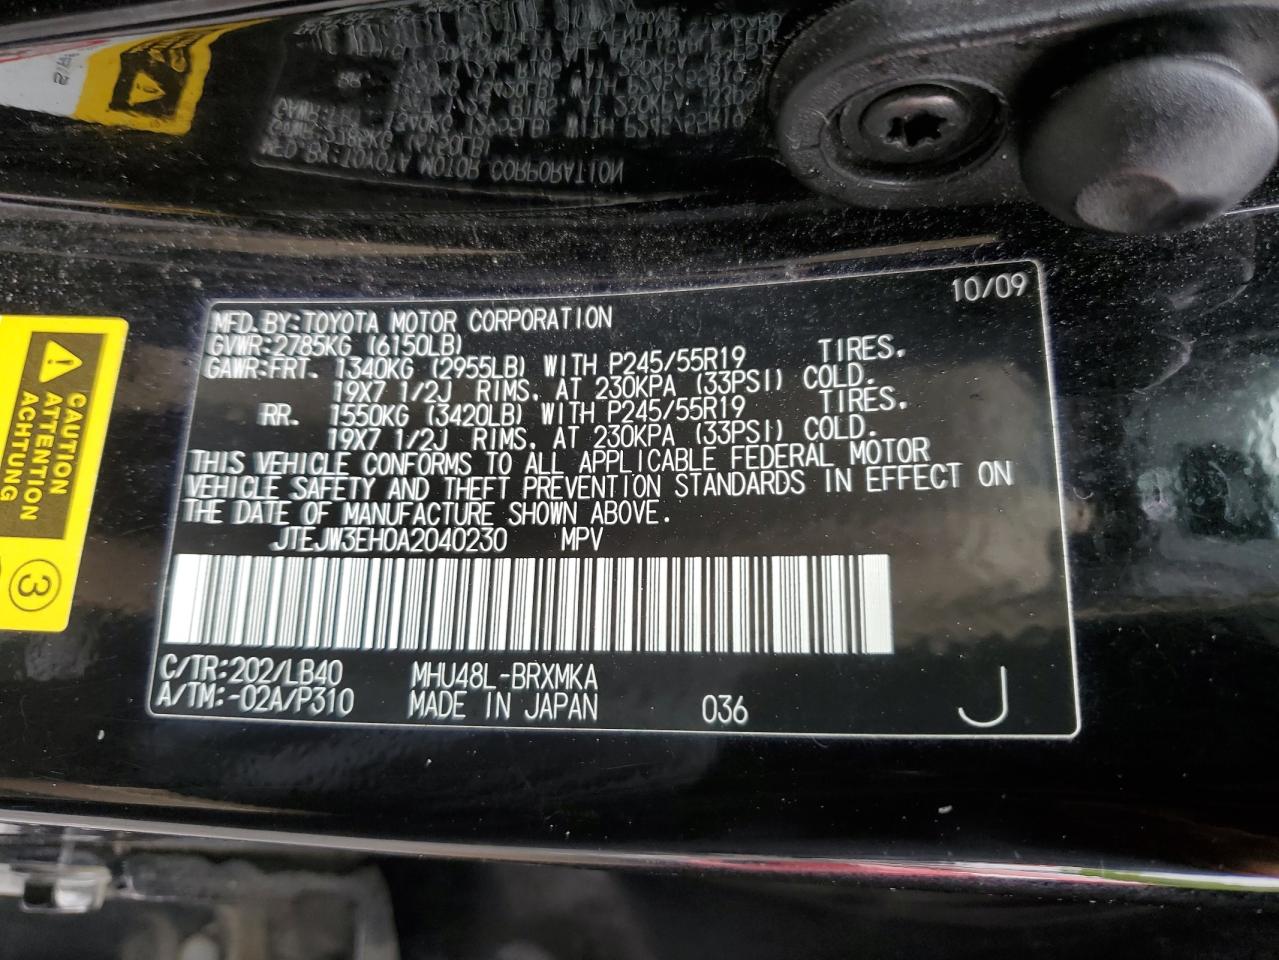 10/09
MFD. BY: TOYOTA MOTOR CORPORATION
GVWR: 2785KG (6150LB)
GAWR: FRT. 1340KG (2955LB) WITH P245/55R19 TIRES,
19X7 1/2J RIMS, AT 230KPA (33PSI) COLD.
RR. 1550KG (3420LB) WITH P245/55R19 TIRES,
19X7 1/2J RIMS, AT 230KPA (33PSI) COLD.
THIS VEHICLE CONFORMS TO ALL APPLICABLE FEDERAL MOTOR
VEHICLE SAFETY AND THEFT PREVENTION STANDARDS IN EFFECT ON
THE DATE OF MANUFACTURE SHOWN ABOVE.
JTEJW3EH0A2040230 MPV
C/TR:202/LB40 MHU48L-BRXMKA
A/TM:-02A/P310 MADE IN JAPAN 036 J
CAUTION
ATTENTION
ACHTUNG
3